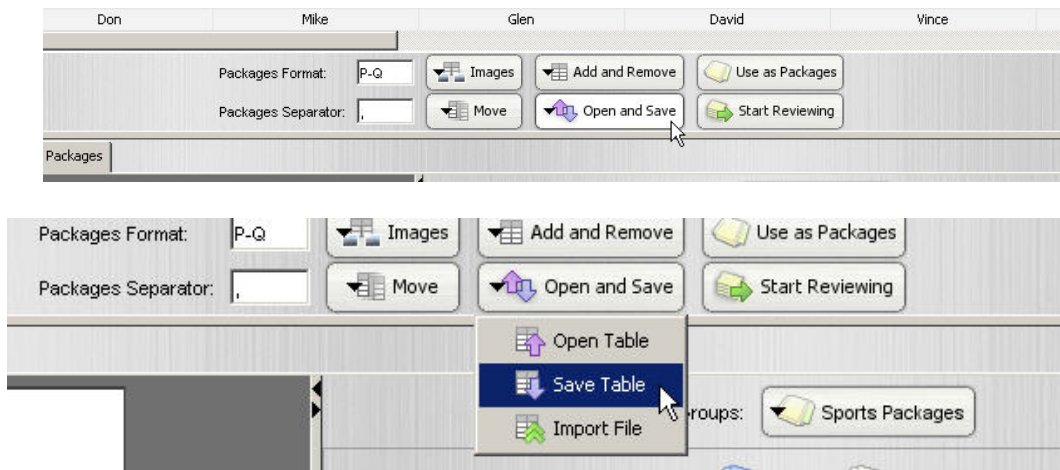 Don Mike Glen David Vince
Packages Format: P-Q Images Add and Remove Use as Packages
Packages Separator: , Move Open and Save Start Reviewing
Packages
Packages Format: P-Q Images Add and Remove Use as Packages
Packages Separator: , Move Open and Save Start Reviewing
Open Table
Save Table
roups: Sports Packages
Import File